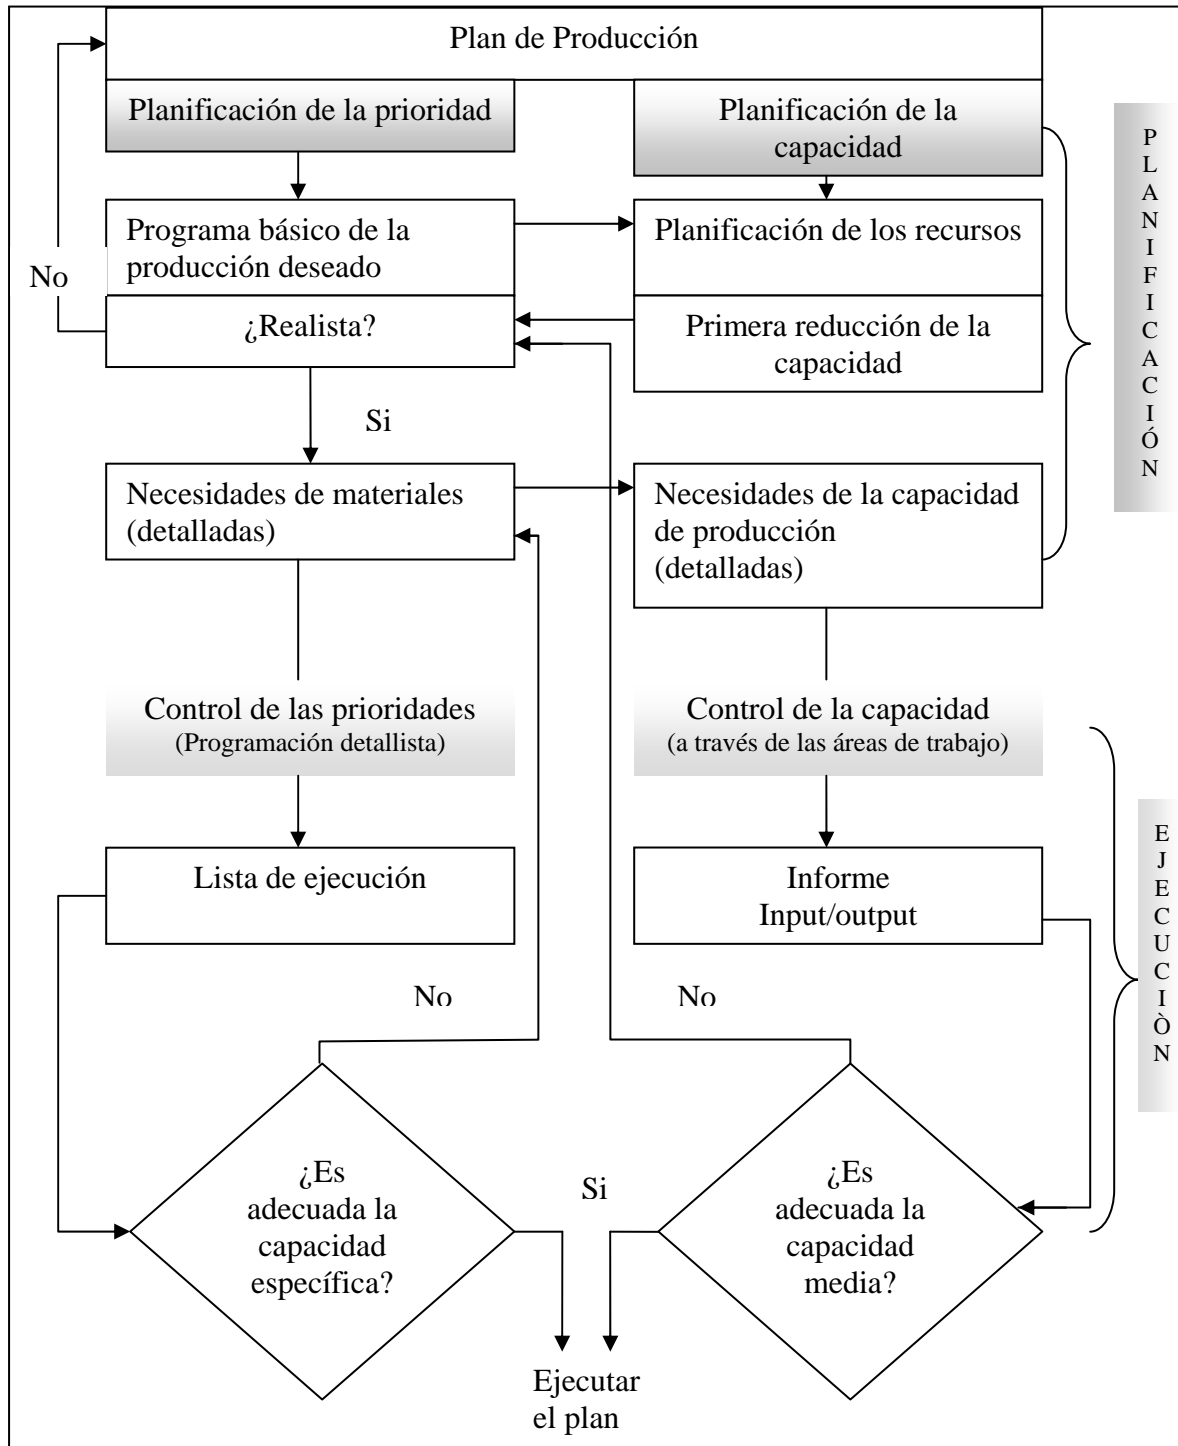 Plan de Producción
Planificación de la prioridad
Planificación de la
capacidad
Programa básico de la
producción deseado
Planificación de los recursos
No
¿Realista?
Primera reducción de la
capacidad
Si
Necesidades de materiales
(detalladas)
Necesidades de la capacidad
de producción
(detalladas)
PLANIFICACIÓN
Control de las prioridades
(Programación detallista)
Control de la capacidad
(a través de las áreas de trabajo)
Lista de ejecución
Informe
Input/output
EJECUCIÒN
No
No
¿Es
adecuada la
capacidad
específica?
Si
¿Es
adecuada la
capacidad
media?
Ejecutar
el plan